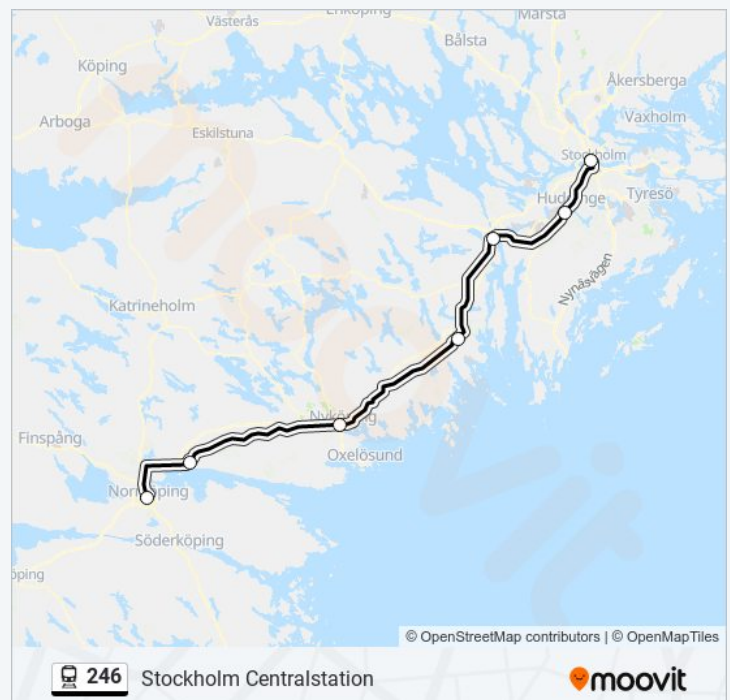 Enköping
Märsta
Västerås
Bålsta
Köping
Åkersberga
Arboga
Vaxholm
Eskilstuna
Stockholm
Huddinge
Tyresö
Nynäsvägen
Katrineholm
Nyköping
Finspång
Oxelösund
Norrköping
Söderköping
öping
© OpenStreetMap contributors | © OpenMapTiles
246 Stockholm Centralstation
moovit